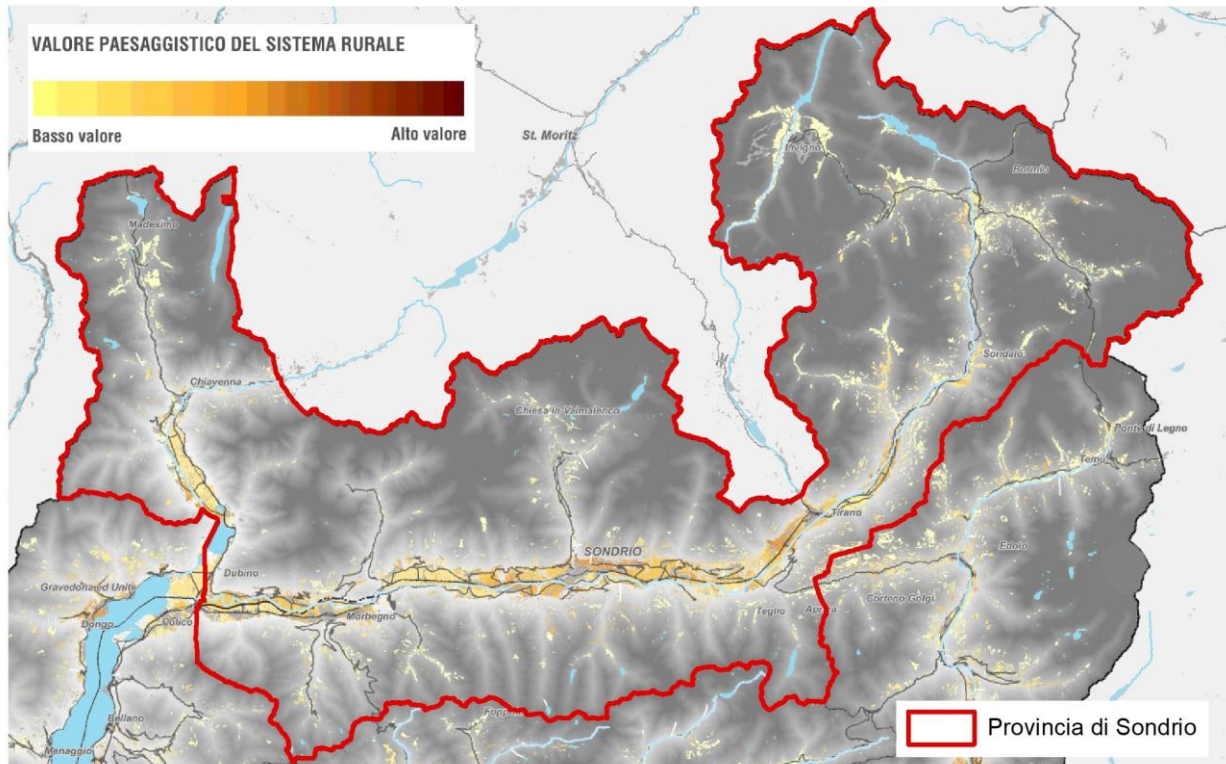 VALORE PAESAGGISTICO DEL SISTEMA RURALE
Basso valore
Alto valore
St. Moritz
Livigno
Bormio
Madesimo
Chiavenna
Sondalo
Chiesa in Valmalenco
Ponte di Legno
Temù
Tirano
SONDRIO
Edolo
Dubino
Gravedona ed Uniti
Corteno Golgi
Aprica
Teglio
Morbegno
Dongo
Colico
Bellano
Menaggio
Provincia di Sondrio